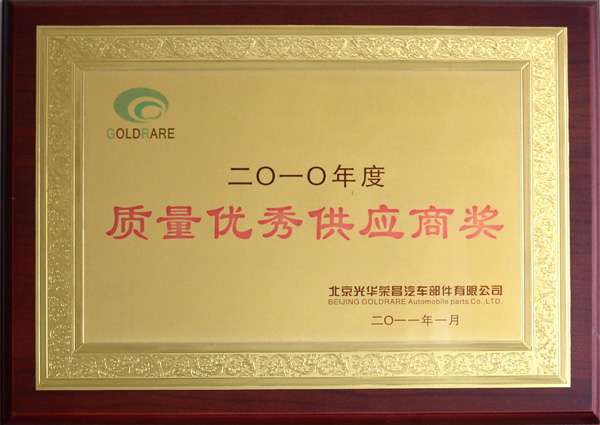 GOLDRARE
二〇一〇年度
质量优秀供应商奖
北京光华荣昌汽车部件有限公司
BEIJING GOLDRARE Automobile parts Co.,LTD.
二〇一一年一月